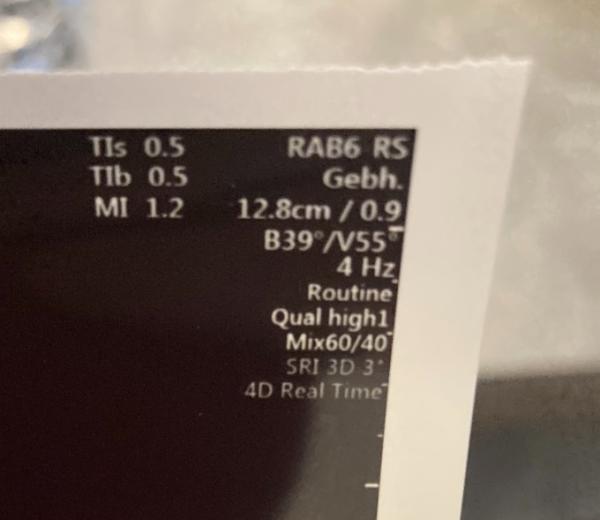 TIs 0.5 RAB6 RS
TIb 0.5 Gebh.
MI 1.2 12.8cm / 0.9
B39°/V55°
4 Hz
Routine
Qual high1
Mix60/40
SRI 3D 3
4D Real Time